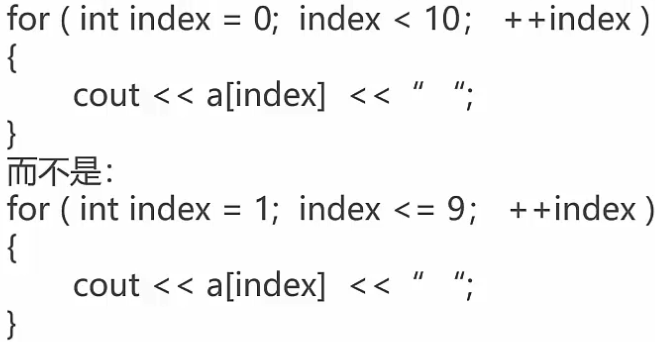 for ( int index = 0;  index < 10；  ++index )
{
cout << a[index]  <<  “  “;
}
而不是：
for ( int index = 1;  index <= 9；  ++index )
{
cout << a[index]  <<  “  “;
}